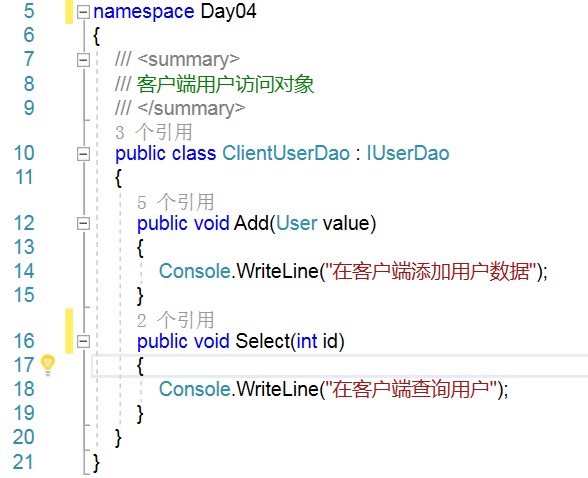 5 namespace Day04
6 {
7 /// <summary>
8 /// 客户端用户访问对象
9 /// </summary>
3 个引用
10 public class ClientUserDao : IUserDao
11 {
5 个引用
12 public void Add(User value)
13 {
14 Console.WriteLine("在客户端添加用户数据");
15 }
2 个引用
16 public void Select(int id)
17 {
18 Console.WriteLine("在客户端查询用户");
19 }
20 }
21 }